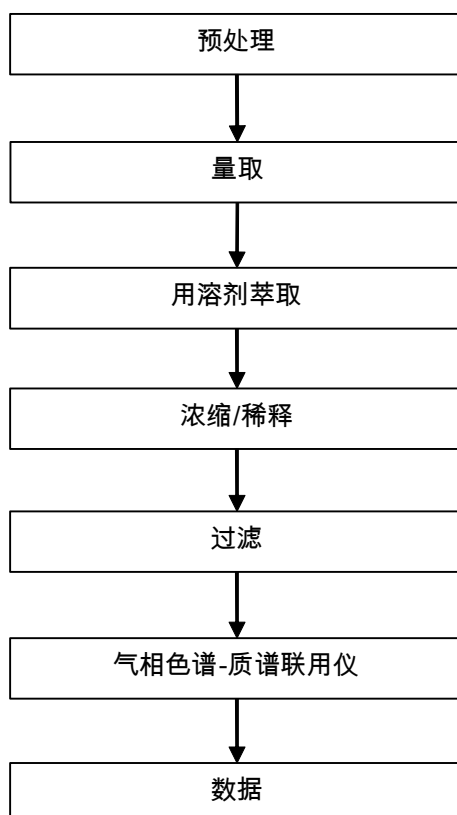 预处理
量取
用溶剂萃取
浓缩/稀释
过滤
气相色谱-质谱联用仪
数据